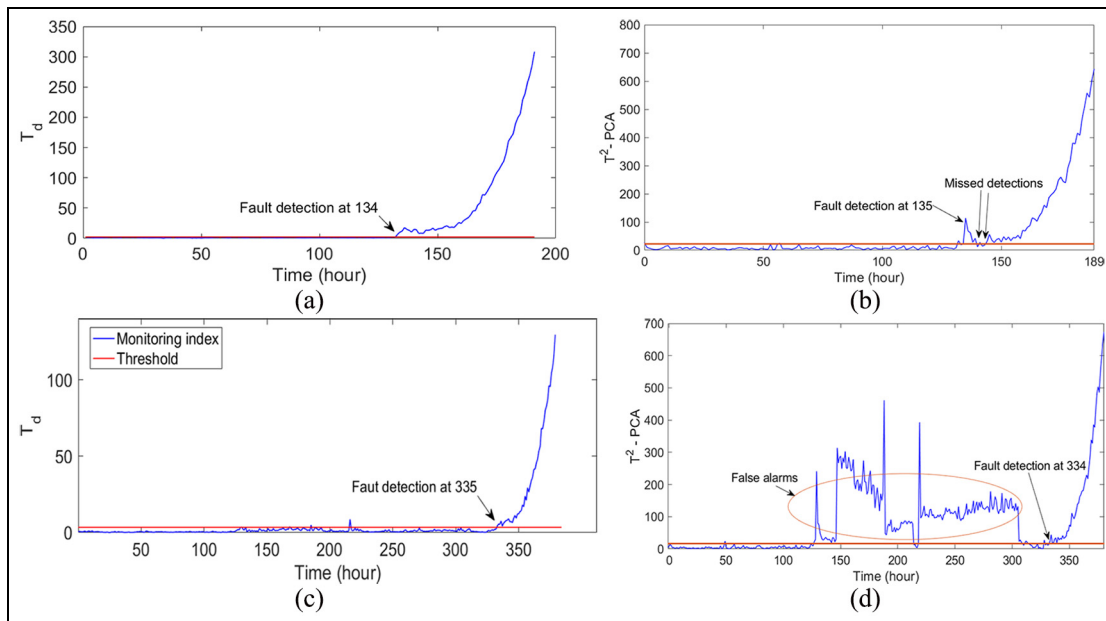 350
300
250
200
150
100
50
0
T_d
Fault detection at 134
0 50 100 150 200
Time (hour)
(a)
800
700
600
500
400
300
200
100
0
T² - PCA
Missed detections
Fault detection at 135
0 50 100 150 189
Time (hour)
(b)
Monitoring index
Threshold
100
50
0
T_d
Faut detection at 335
50 100 150 200 250 300 350
Time (hour)
(c)
700
600
500
400
300
200
100
0
T² - PCA
False alarms
Fault detection at 334
0 50 100 150 200 250 300 350
Time (hour)
(d)